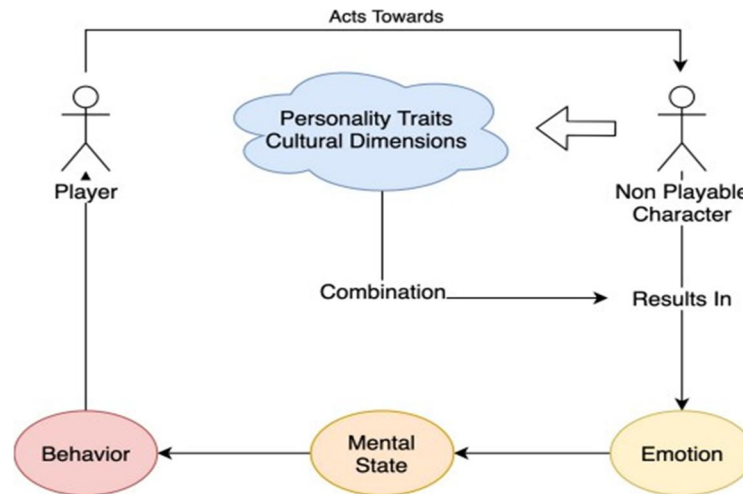 Acts Towards
Personality Traits
Cultural Dimensions
Player
Non Playable
Character
Combination
Results In
Behavior
Mental
State
Emotion